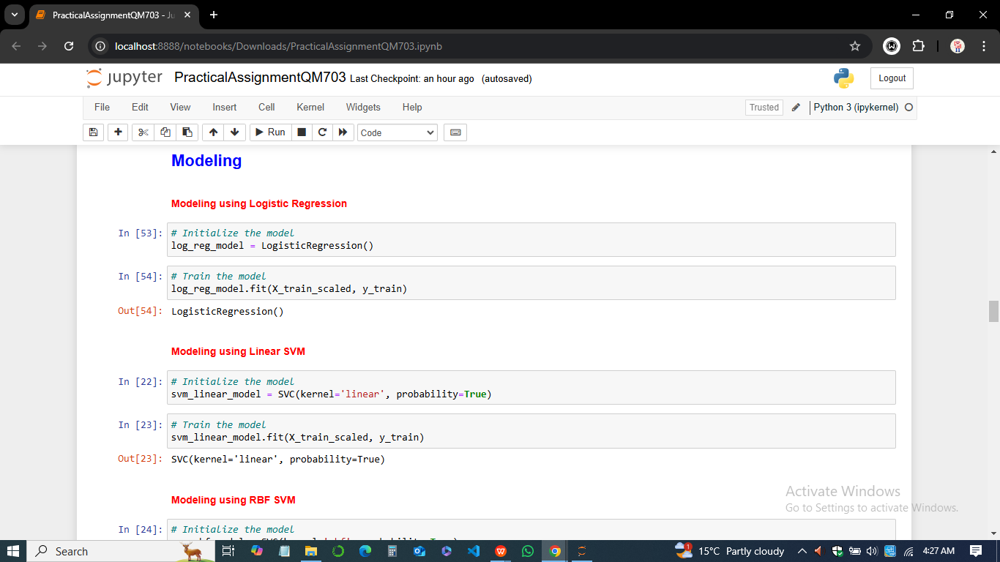 PracticalAssignmentQM703 - Ju
localhost:8888/notebooks/Downloads/PracticalAssignmentQM703.ipynb
jupyter PracticalAssignmentQM703 Last Checkpoint: an hour ago (autosaved)
Logout
File Edit View Insert Cell Kernel Widgets Help
Trusted Python 3 (ipykernel)
Run Code
Modeling
Modeling using Logistic Regression
In [53]: # Initialize the model
log_reg_model = LogisticRegression()
In [54]: # Train the model
log_reg_model.fit(X_train_scaled, y_train)
Out[54]: LogisticRegression()
Modeling using Linear SVM
In [22]: # Initialize the model
svm_linear_model = SVC(kernel='linear', probability=True)
In [23]: # Train the model
svm_linear_model.fit(X_train_scaled, y_train)
Out[23]: SVC(kernel='linear', probability=True)
Modeling using RBF SVM
In [24]: # Initialize the model
Activate Windows
Go to Settings to activate Windows.
Search
1
15°C Partly cloudy
4:27 AM